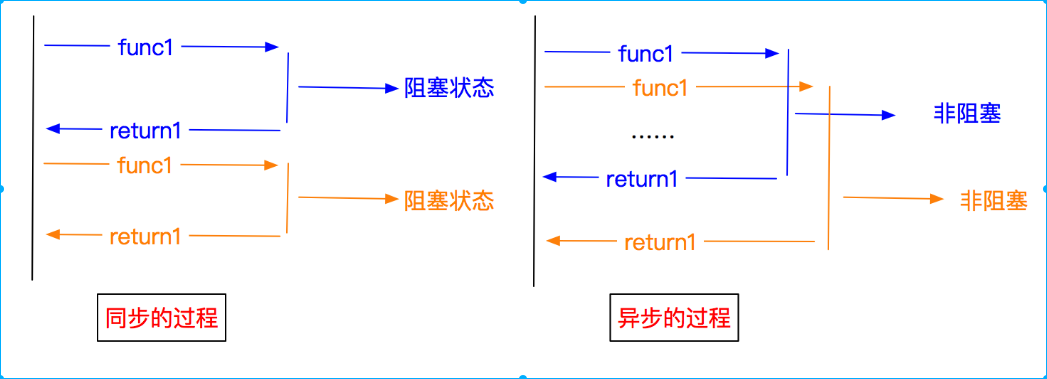 func1
阻塞状态
return1
func1
阻塞状态
return1
同步的过程
func1
func1
非阻塞
......
return1
非阻塞
return1
异步的过程